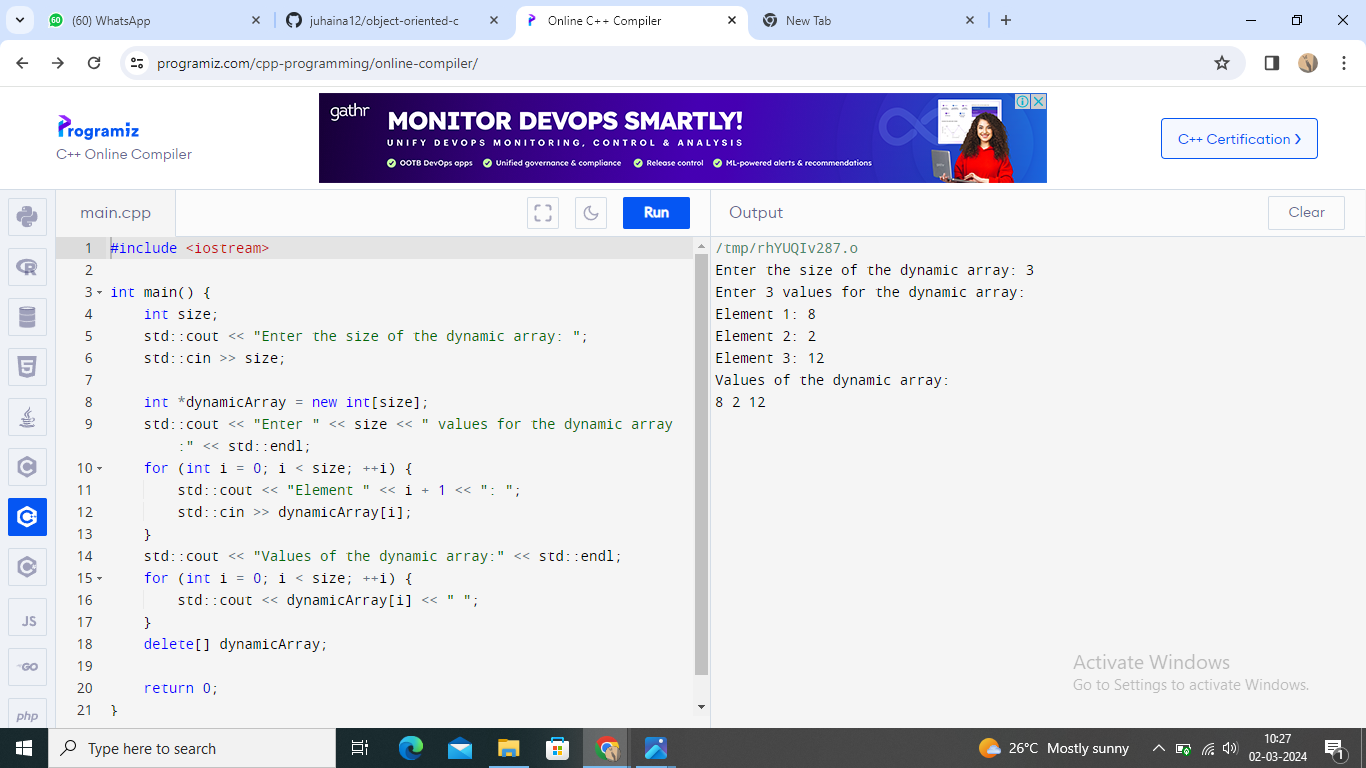 (60) WhatsApp
juhaina12/object-oriented-c
Online C++ Compiler
New Tab
programiz.com/cpp-programming/online-compiler/
Programiz
C++ Online Compiler
gathr
MONITOR DEVOPS SMARTLY!
UNIFY DEVOPS MONITORING, CONTROL & ANALYSIS
OOTB DevOps apps Unified governance & compliance Release control ML-powered alerts & recommendations
C++ Certification
main.cpp
Run
Output
Clear
1 #include <iostream>
2
3 int main() {
4 int size;
5 std::cout << "Enter the size of the dynamic array: ";
6 std::cin >> size;
7
8 int *dynamicArray = new int[size];
9 std::cout << "Enter " << size << " values for the dynamic array
:" << std::endl;
10 for (int i = 0; i < size; ++i) {
11 std::cout << "Element " << i + 1 << ": ";
12 std::cin >> dynamicArray[i];
13 }
14 std::cout << "Values of the dynamic array:" << std::endl;
15 for (int i = 0; i < size; ++i) {
16 std::cout << dynamicArray[i] << " ";
17 }
18 delete[] dynamicArray;
19
20 return 0;
21 }
/tmp/rhYUQIv287.o
Enter the size of the dynamic array: 3
Enter 3 values for the dynamic array:
Element 1: 8
Element 2: 2
Element 3: 12
Values of the dynamic array:
8 2 12
JS
GO
php
Activate Windows
Go to Settings to activate Windows.
Type here to search
26°C Mostly sunny
10:27
02-03-2024
1